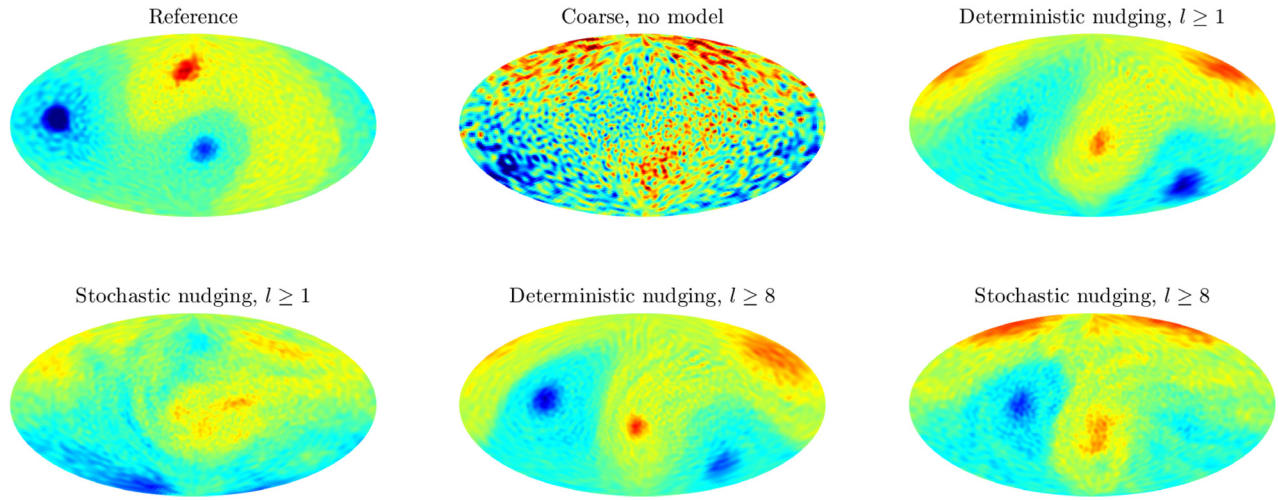 Reference
Coarse, no model
Deterministic nudging, l ≥ 1
Stochastic nudging, l ≥ 1
Deterministic nudging, l ≥ 8
Stochastic nudging, l ≥ 8